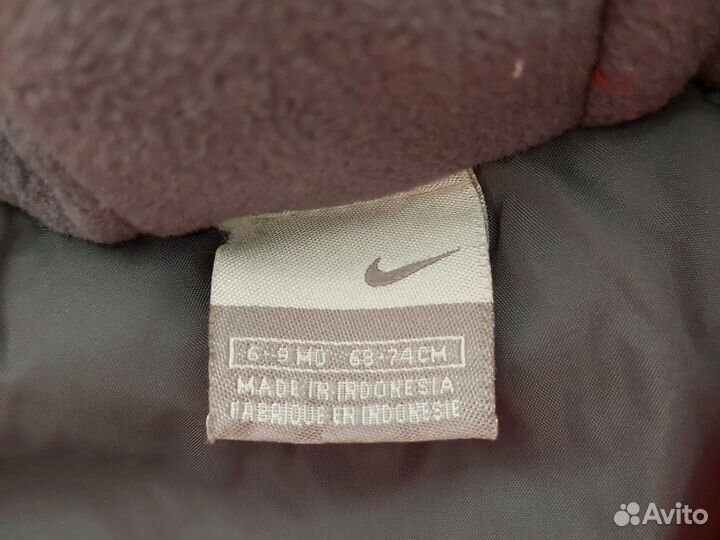 6-9 MO 68-74CM
MADE IN INDONESIA
FABRIQUE EN INDONESIE
Avito